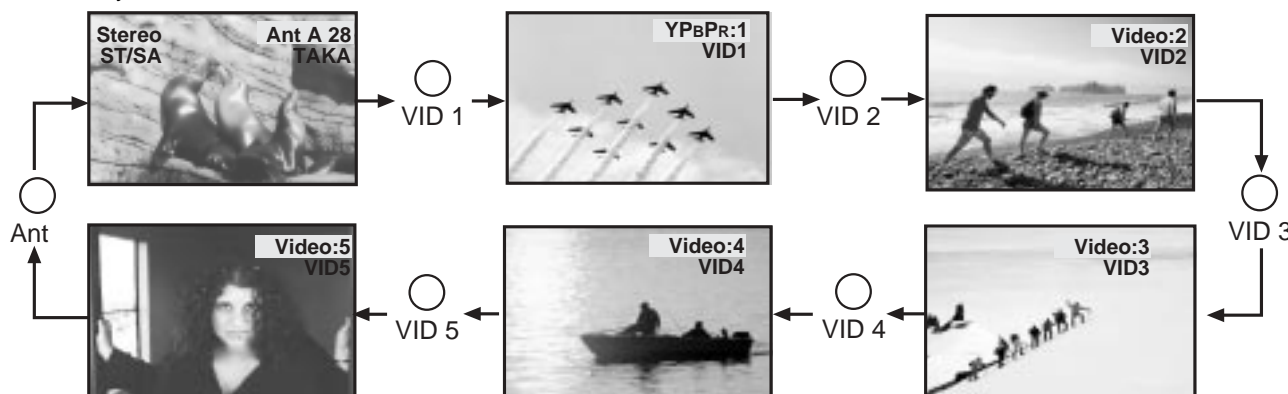 Stereo Ant A 28
ST/SA TAKA
VID 1
YPBPR:1
VID1
VID 2
Video:2
VID2
VID 3
Video:3
VID3
VID 4
Video:4
VID4
VID 5
Video:5
VID5
Ant